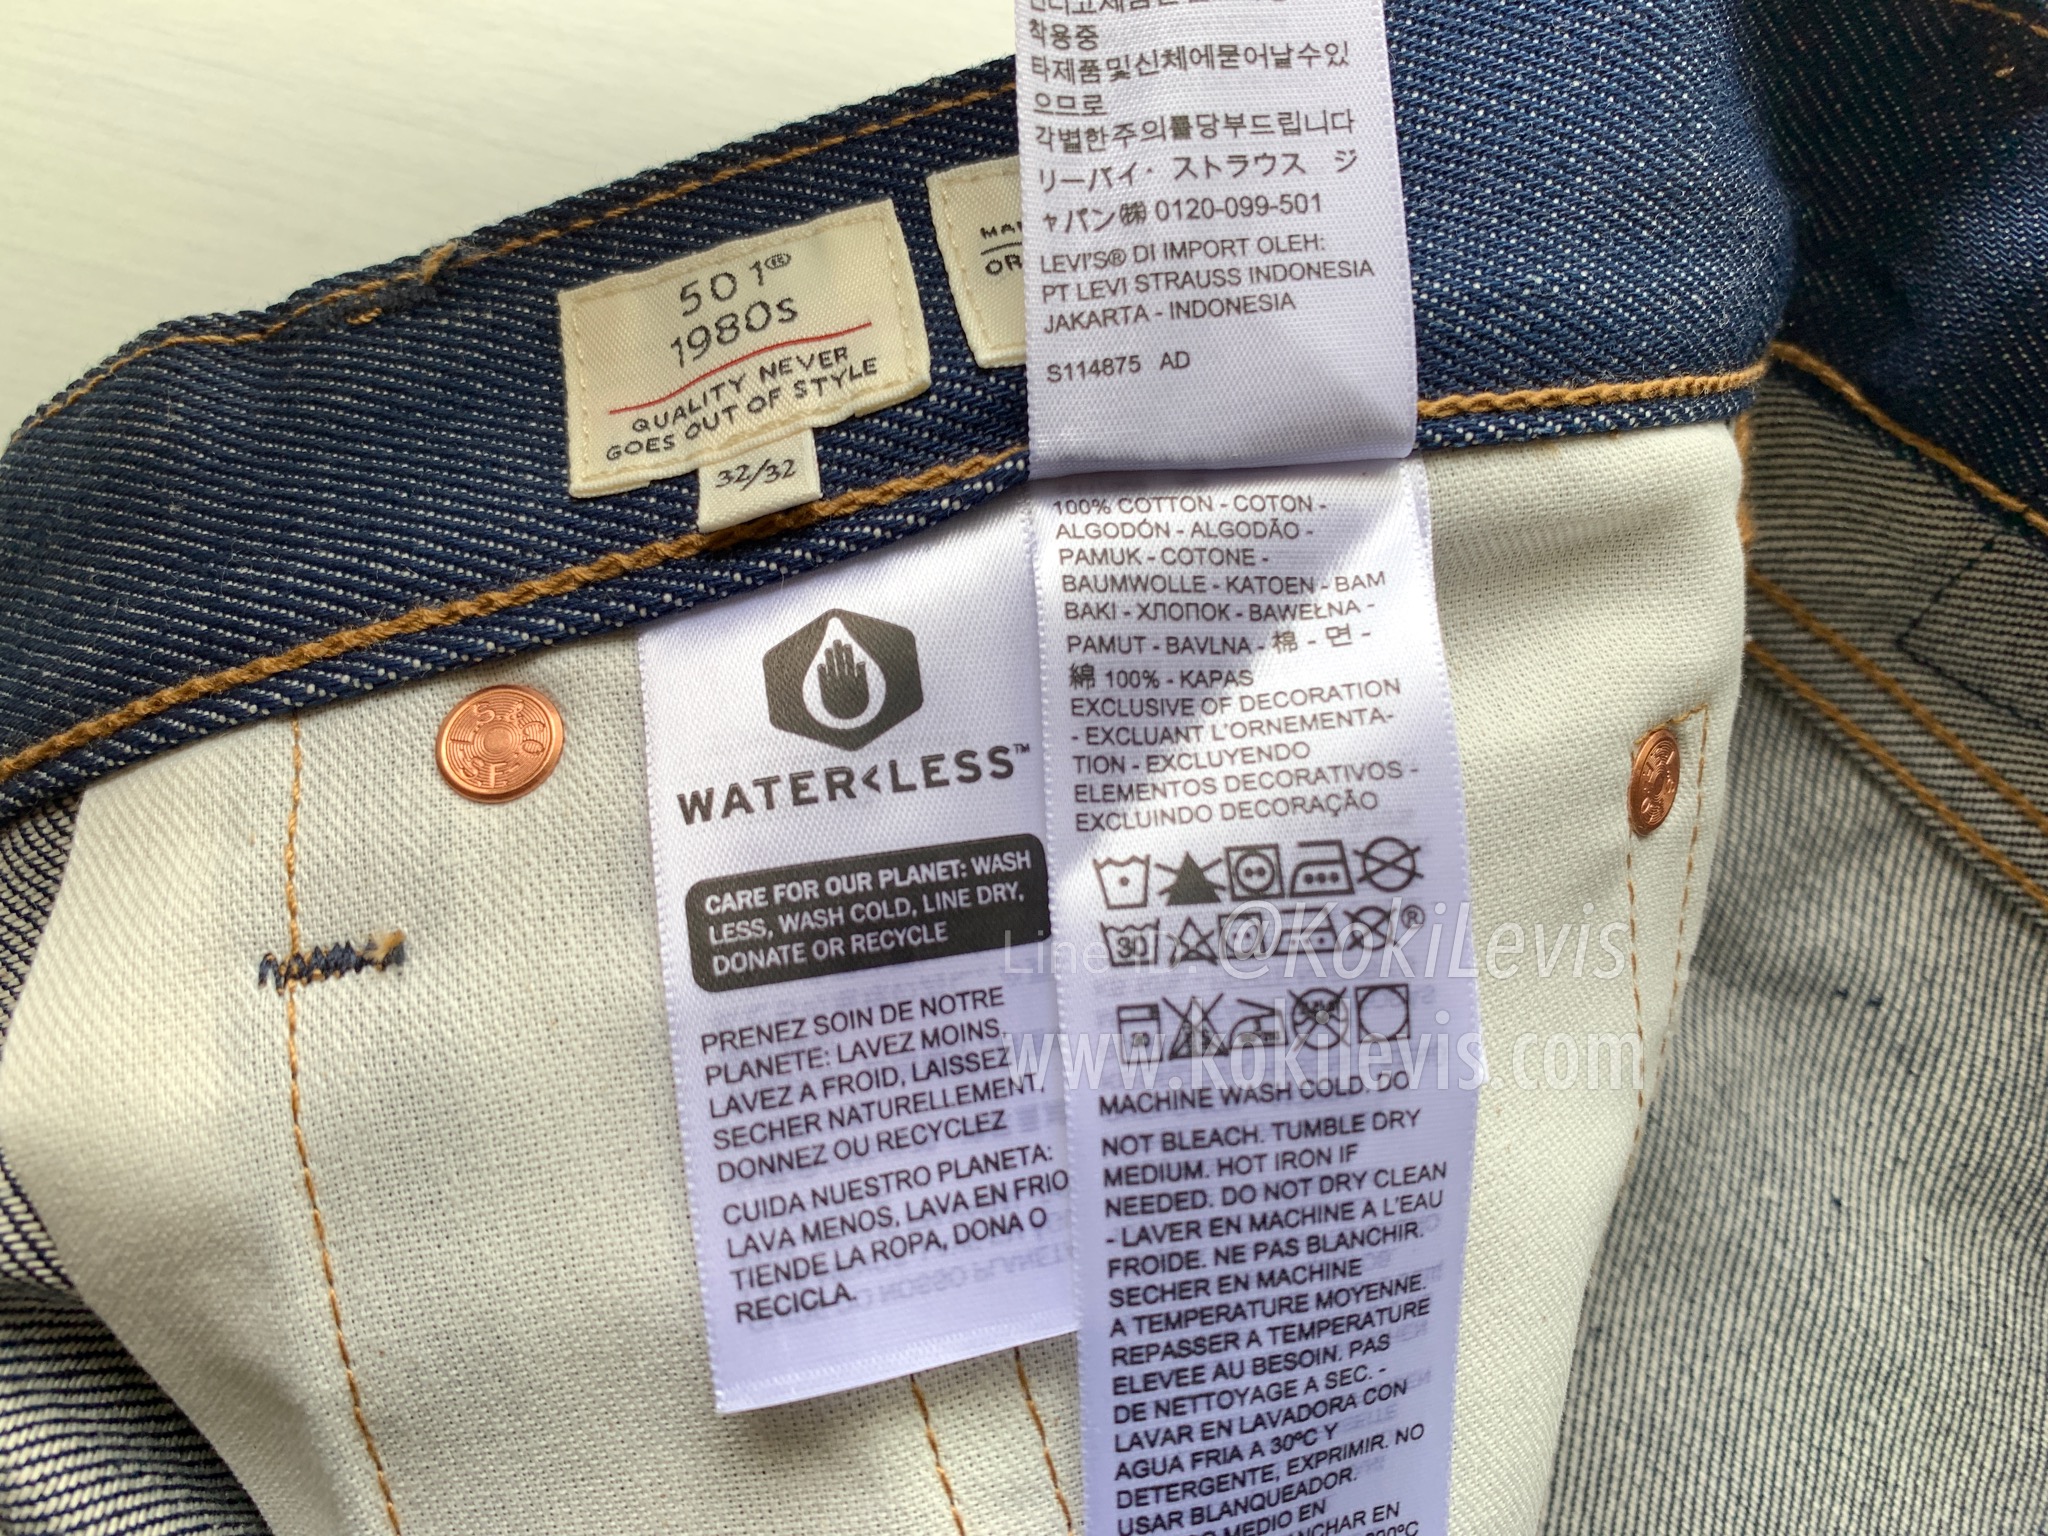 501®
1980s
QUALITY NEVER
GOES OUT OF STYLE
32/32
착용중
타제품및신체에묻어날수있
으므로
각별한주의를당부드립니다
リーバイ・ストラウス ジ
ャパン㈱ 0120-099-501
LEVI'S® DI IMPORT OLEH:
PT LEVI STRAUSS INDONESIA
JAKARTA - INDONESIA
S114875 AD
WATER<LESS™
CARE FOR OUR PLANET: WASH
LESS, WASH COLD, LINE DRY,
DONATE OR RECYCLE
PRENEZ SOIN DE NOTRE
PLANETE: LAVEZ MOINS,
LAVEZ A FROID, LAISSEZ
SECHER NATURELLEMENT,
DONNEZ OU RECYCLEZ
CUIDA NUESTRO PLANETA:
LAVA MENOS, LAVA EN FRIO
TIENDE LA ROPA, DONA O
RECICLA.
100% COTTON - COTON -
ALGODÓN - ALGODÃO -
PAMUK - COTONE -
BAUMWOLLE - KATOEN - BAM
BAKI - ХЛОПОК - BAWEŁNA -
PAMUT - BAVLNA - 棉 - 면 -
綿 100% - KAPAS
EXCLUSIVE OF DECORATION
- EXCLUANT L'ORNEMENTA-
TION - EXCLUYENDO
ELEMENTOS DECORATIVOS -
EXCLUINDO DECORAÇÃO
30
Line ID: @KokiLevis
www.kokilevis.com
MACHINE WASH COLD. DO
NOT BLEACH. TUMBLE DRY
MEDIUM. HOT IRON IF
NEEDED. DO NOT DRY CLEAN
- LAVER EN MACHINE A L'EAU
FROIDE. NE PAS BLANCHIR.
SECHER EN MACHINE
A TEMPERATURE MOYENNE.
REPASSER A TEMPERATURE
ELEVEE AU BESOIN. PAS
DE NETTOYAGE A SEC. -
LAVAR EN LAVADORA CON
AGUA FRIA A 30ºC Y
DETERGENTE, EXPRIMIR. NO
USAR BLANQUEADOR.
MEDIO EN